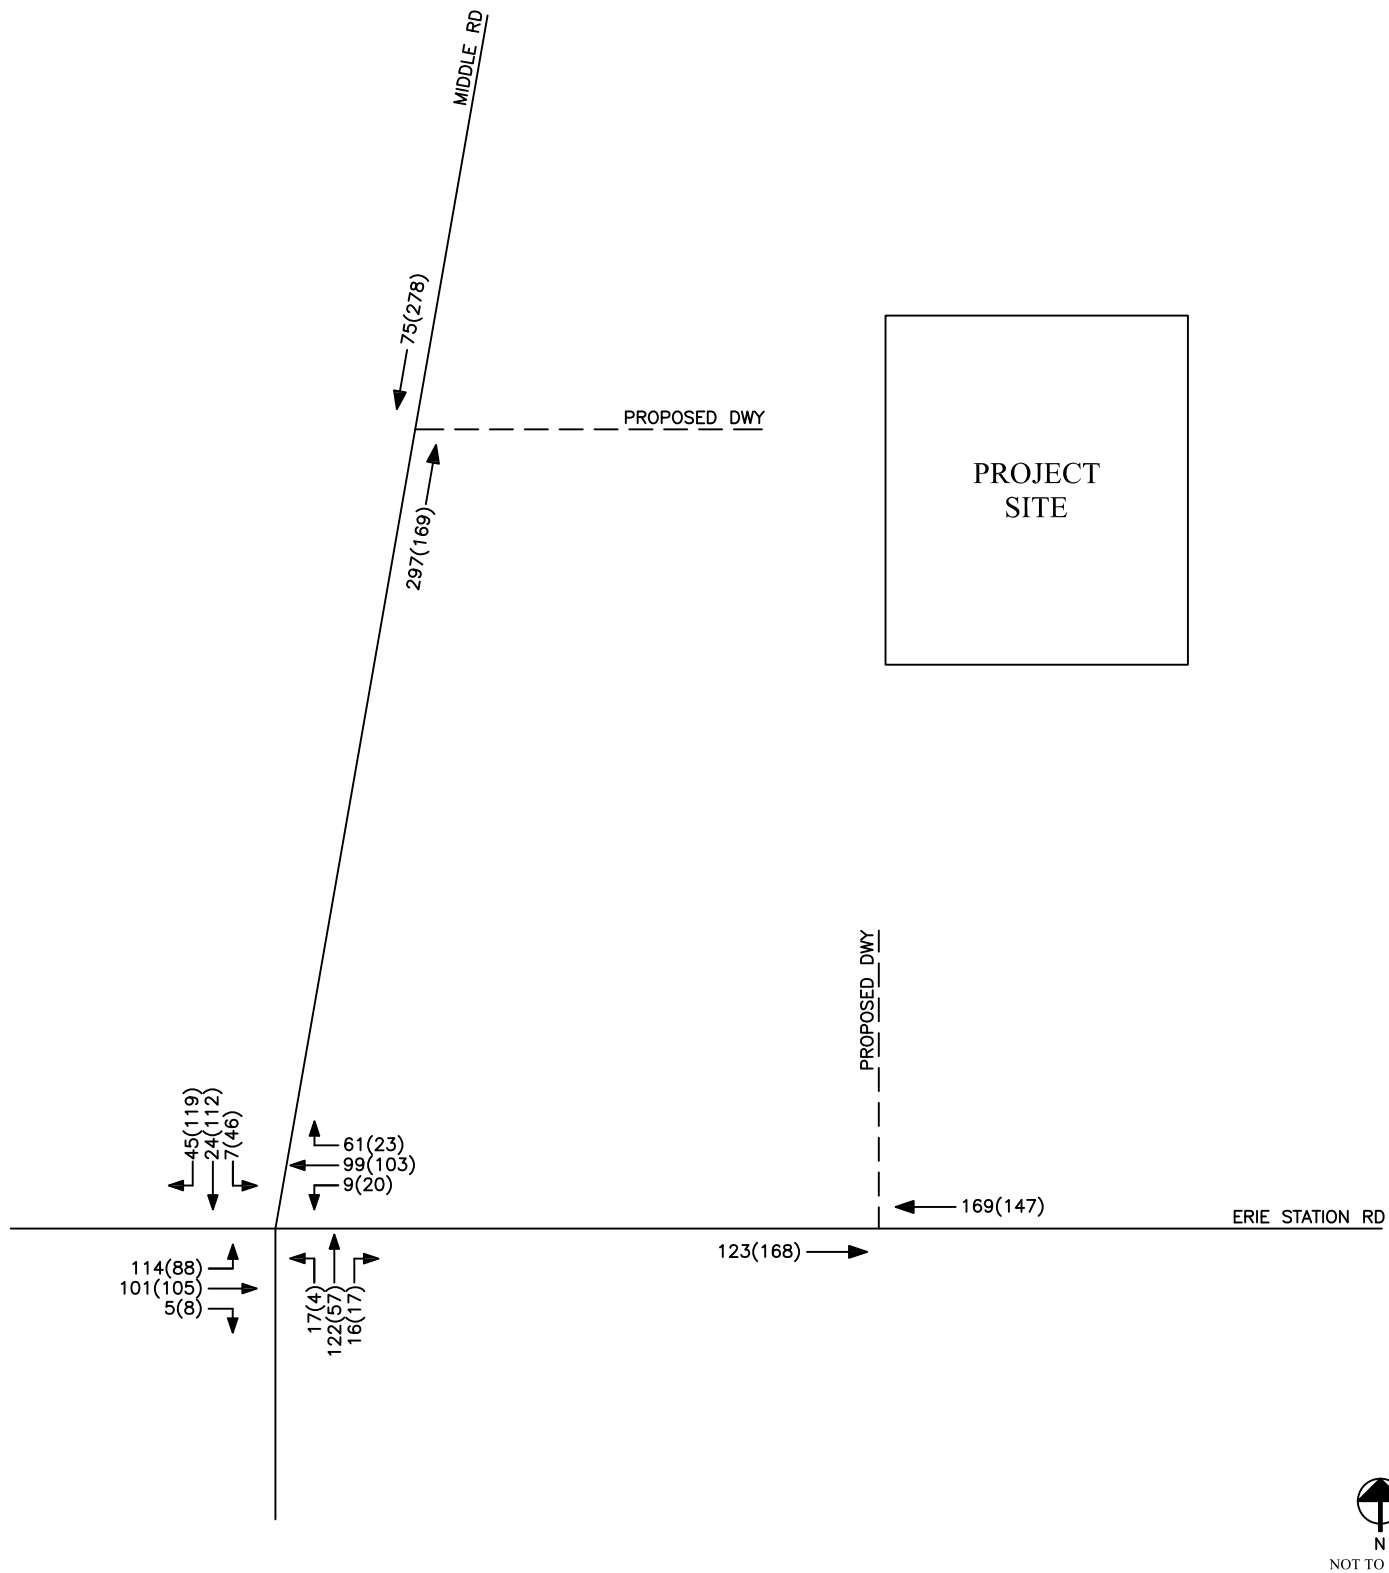 MIDDLE RD
75(278)
PROPOSED DWY
PROJECT
SITE
297(169)
PROPOSED DWY
45(119)
24(112)
7(46)
61(23)
99(103)
9(20)
169(147)
ERIE STATION RD
123(168)
114(88)
101(105)
5(8)
17(4)
122(57)
16(17)
N
NOT TO